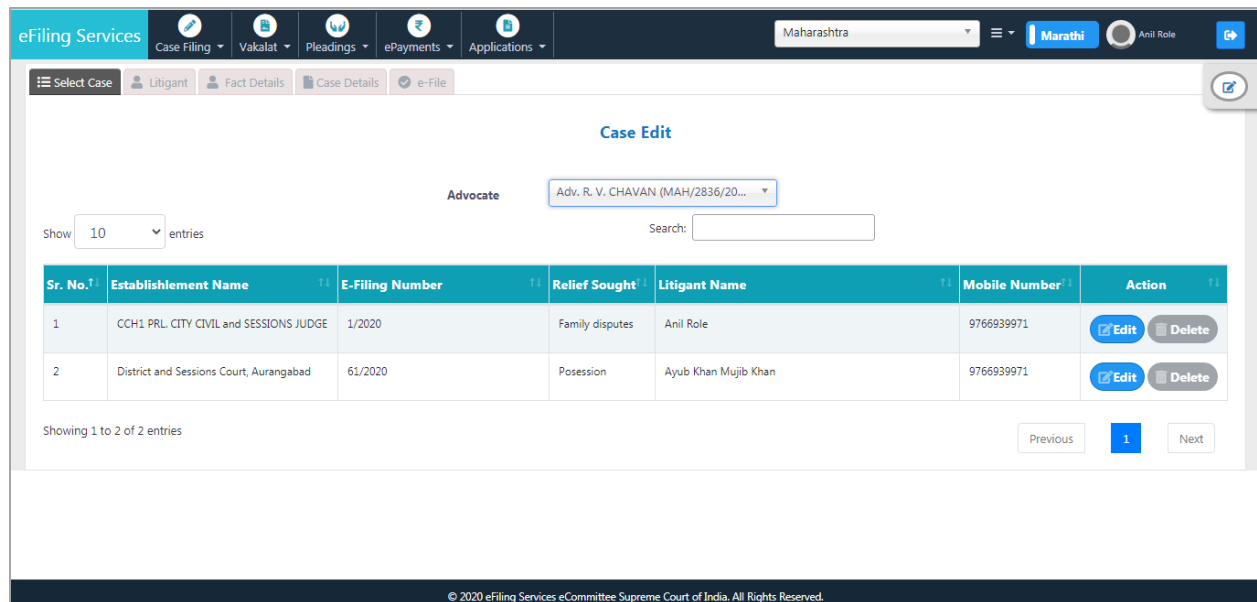 eFiling Services
Case Filing
Vakalat
Pleadings
ePayments
Applications
Maharashtra
Marathi
Anil Role
Select Case
Litigant
Fact Details
Case Details
e-File
Case Edit
Advocate
Adv. R. V. CHAVAN (MAH/2836/20...
Show 10 entries
Search:
Sr. No. Establishlement Name E-Filing Number Relief Sought Litigant Name Mobile Number Action
1 CCH1 PRL. CITY CIVIL and SESSIONS JUDGE 1/2020 Family disputes Anil Role 9766939971 Edit Delete
2 District and Sessions Court, Aurangabad 61/2020 Posession Ayub Khan Mujib Khan 9766939971 Edit Delete
Showing 1 to 2 of 2 entries
Previous 1 Next
© 2020 eFiling Services eCommittee Supreme Court of India. All Rights Reserved.